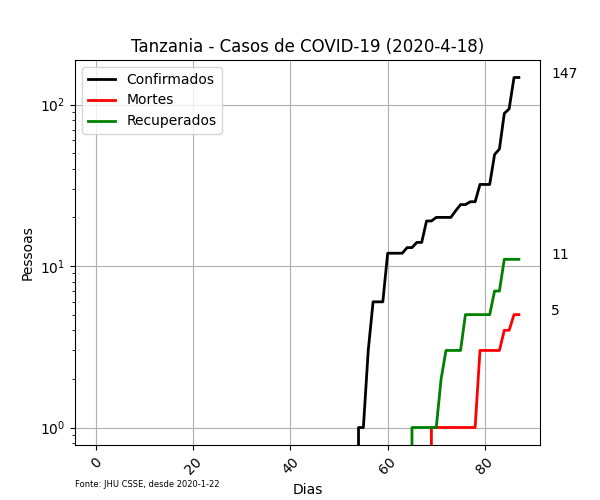 Tanzania - Casos de COVID-19 (2020-4-18)
Confirmados
Mortes
Recuperados
147
11
5
10²
10¹
10⁰
Pessoas
0 20 40 60 80
Fonte: JHU CSSE, desde 2020-1-22
Dias